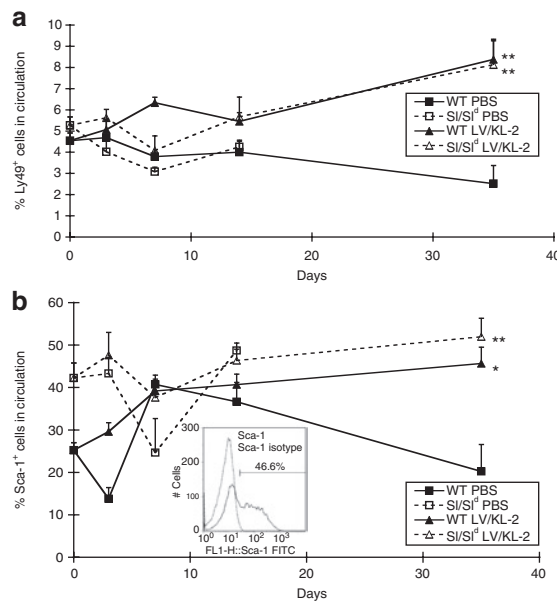 a
% Ly49⁺ cells in circulation
10
9
8
7
6
5
4
3
2
1
0
**
**
WT PBS
Sl/Slᵈ PBS
WT LV/KL-2
Sl/Slᵈ LV/KL-2
0 10 20 30 40
Days
b
% Sca-1⁺ cells in circulation
60
50
40
30
20
10
0
**
*
# Cells
300
200
100
0
Sca-1
Sca-1 isotype
46.6%
10⁰ 10¹ 10² 10³
FL1-H::Sca-1 FITC
WT PBS
Sl/Slᵈ PBS
WT LV/KL-2
Sl/Slᵈ LV/KL-2
0 10 20 30 40
Days